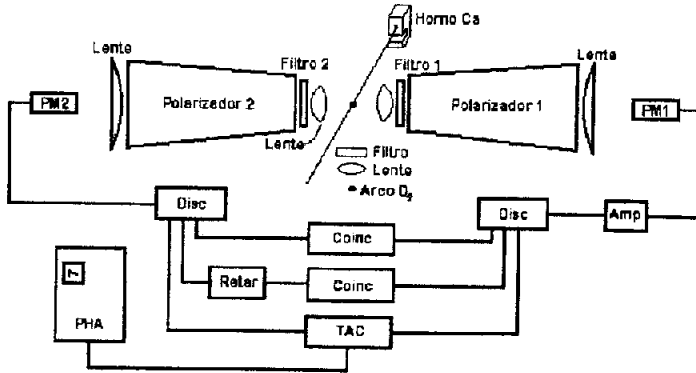 Horno Ca
Lente
Filtro 2
Filtro 1
Lente
PM2
Polarizador 2
Polarizador 1
PM1
Lente
Filtro
Lente
Arco D2
Disc
Disc
Amp
Coinc
Retar
Coinc
PHA
TAC